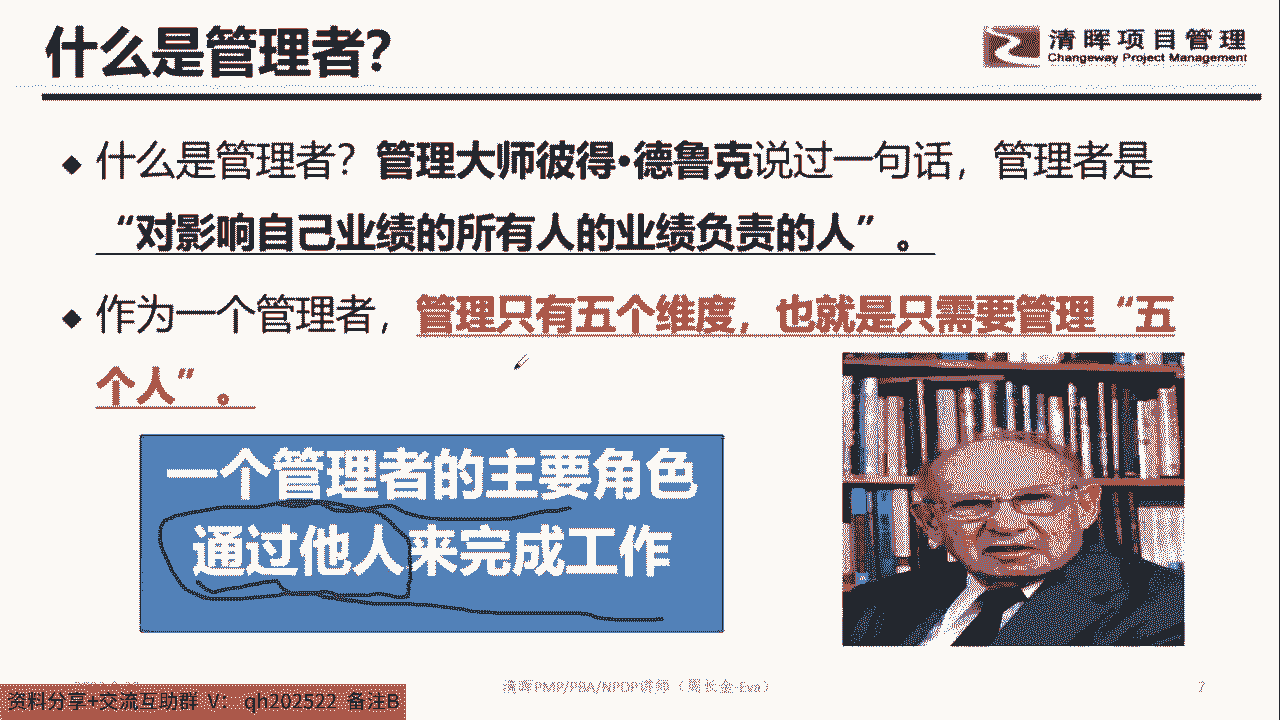 什么是管理者?
清晖项目管理
Changeway Project Management
什么是管理者？管理大师彼得•德鲁克说过一句话，管理者是
“对影响自己业绩的所有人的业绩负责的人”。
作为一个管理者，管理只有五个维度，也就是只需要管理“五
个人”。
一个管理者的主要角色
通过他人来完成工作
资料分享+交流互助群 V： qh202522 备注B
清晖PMP/PBA/NPDP讲师（周长金 Eva）
7